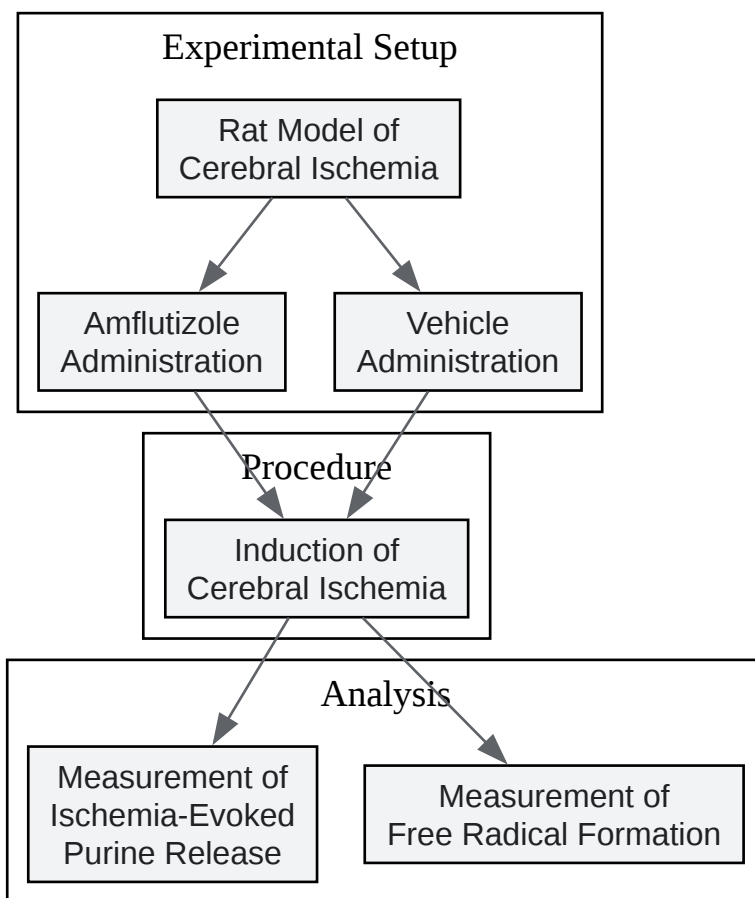 Experimental Setup
Rat Model of
Cerebral Ischemia
Amflutizole
Administration
Vehicle
Administration
Procedure
Induction of
Cerebral Ischemia
Analysis
Measurement of
Ischemia-Evoked
Purine Release
Measurement of
Free Radical Formation